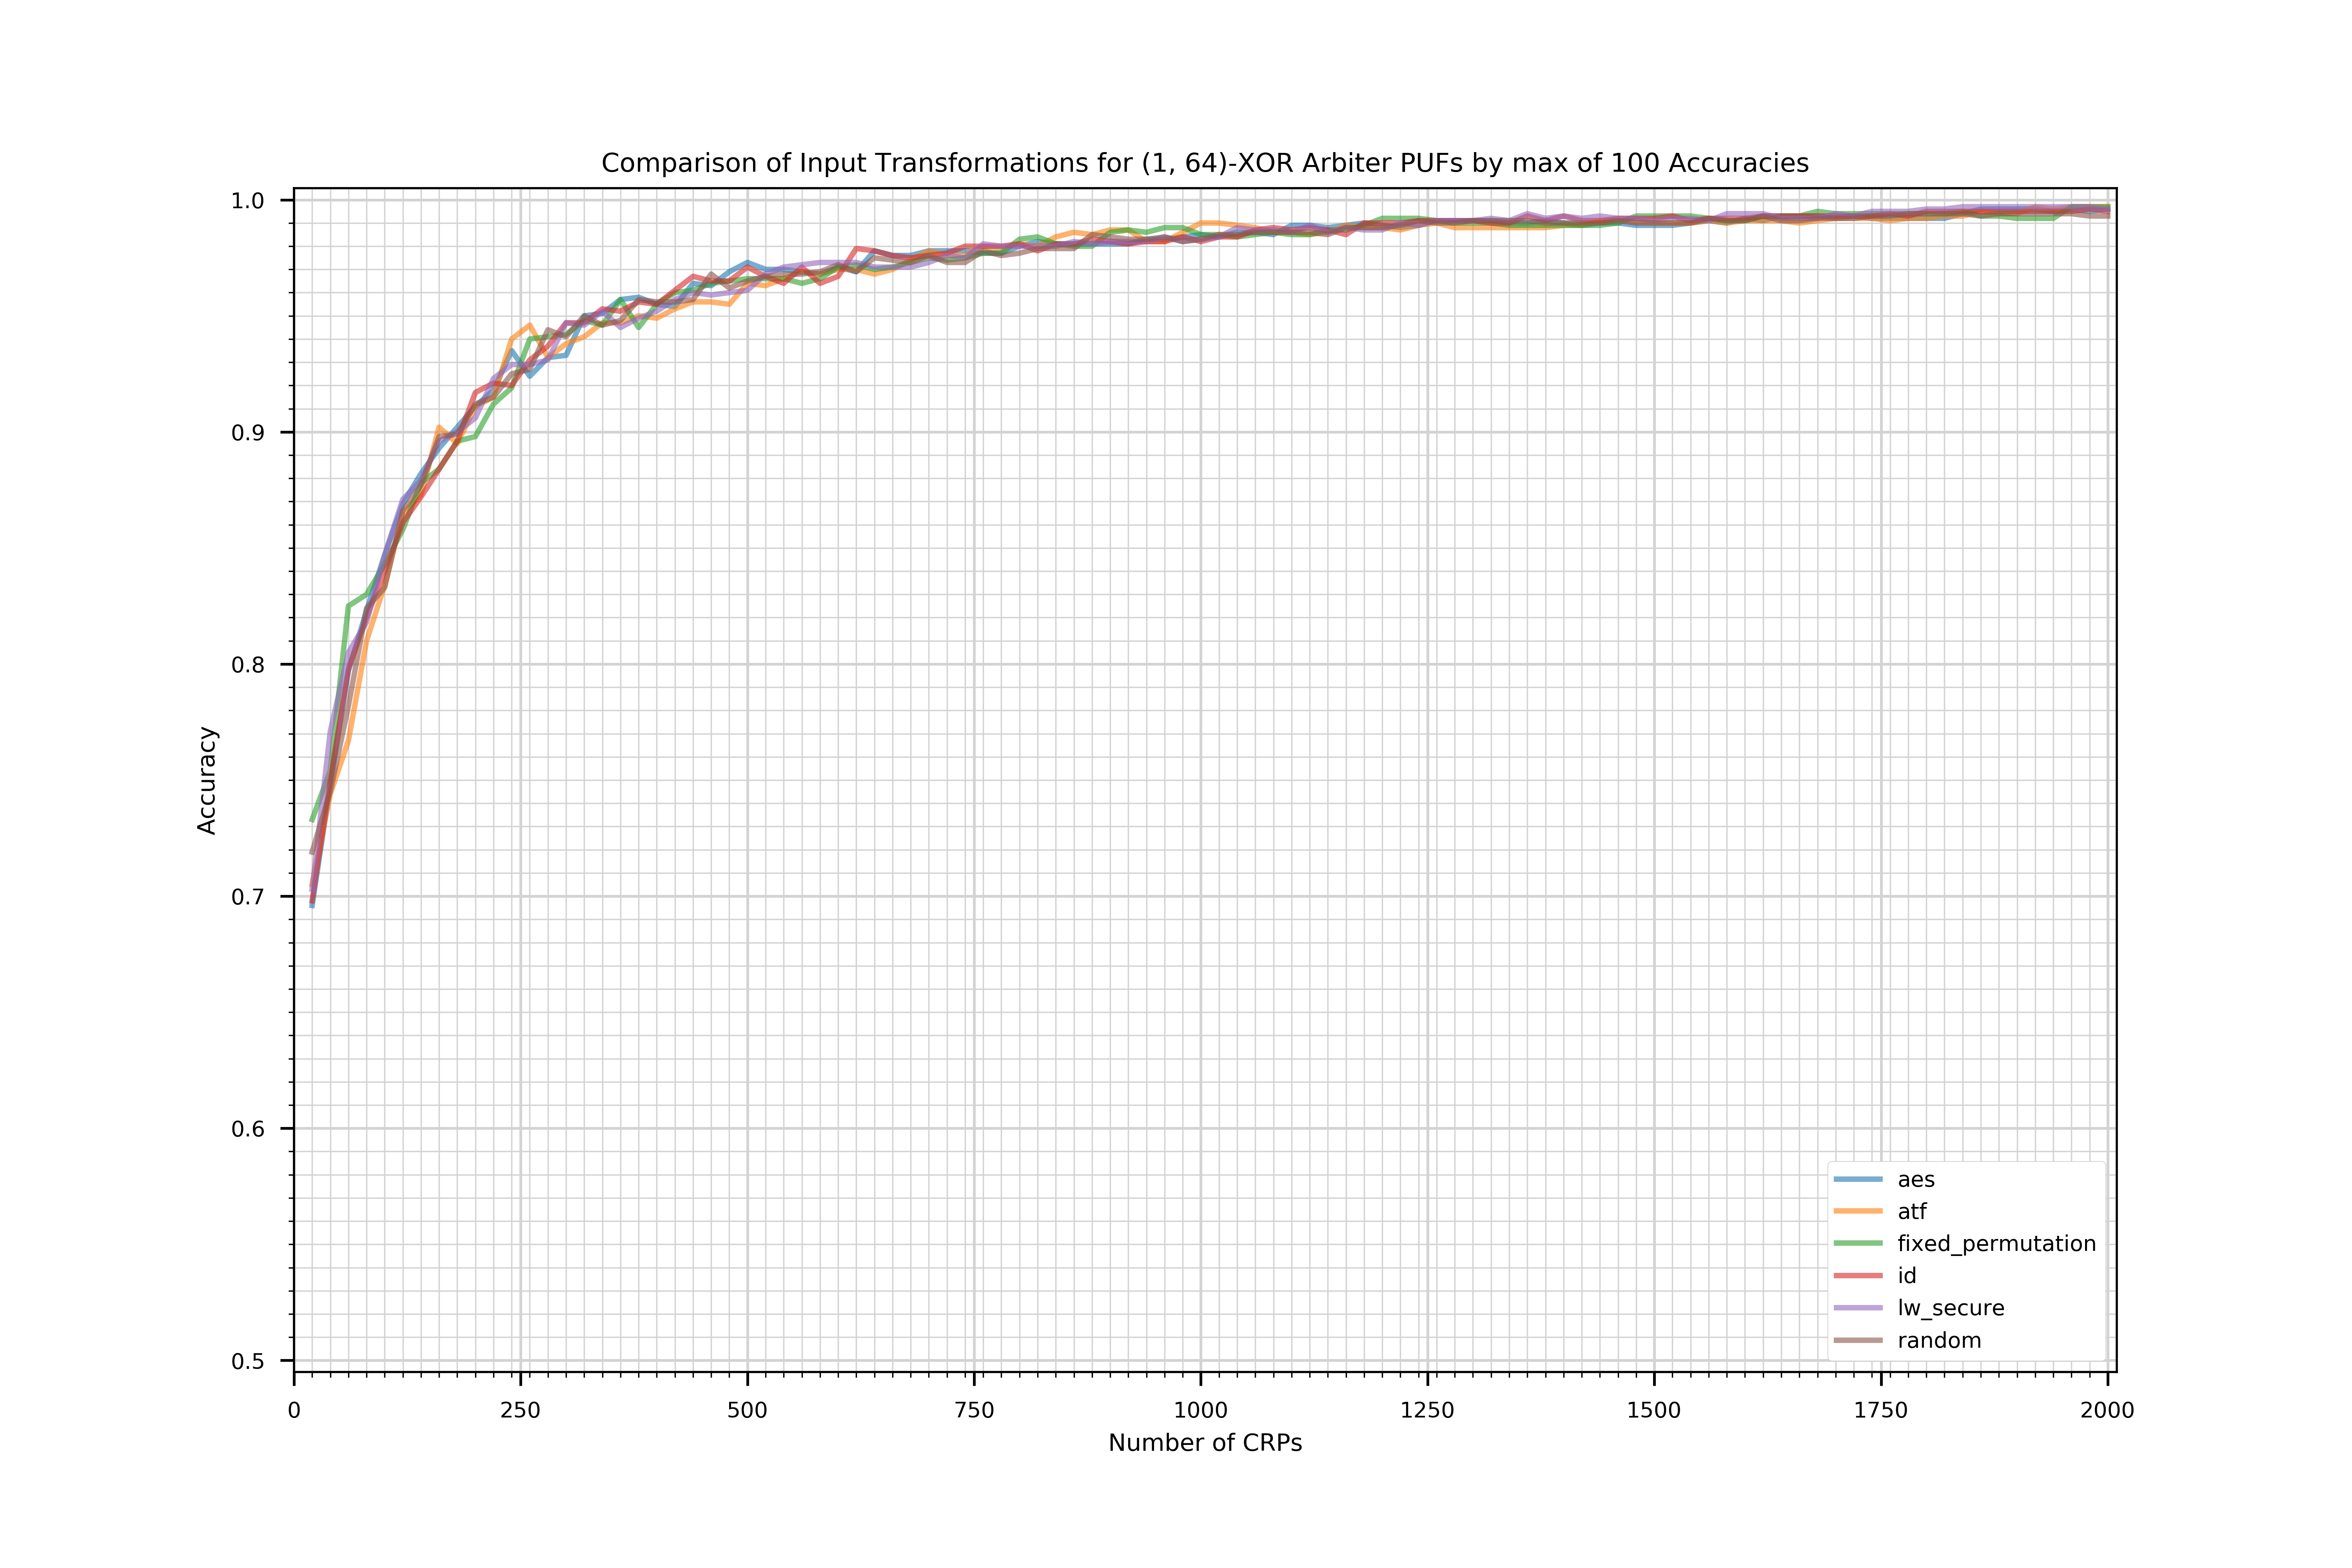 Comparison of Input Transformations for (1, 64)-XOR Arbiter PUFs by max of 100 Accuracies
1.0
0.9
0.8
0.7
0.6
0.5
Accuracy
0 250 500 750 1000 1250 1500 1750 2000
Number of CRPs
aes
atf
fixed_permutation
id
lw_secure
random